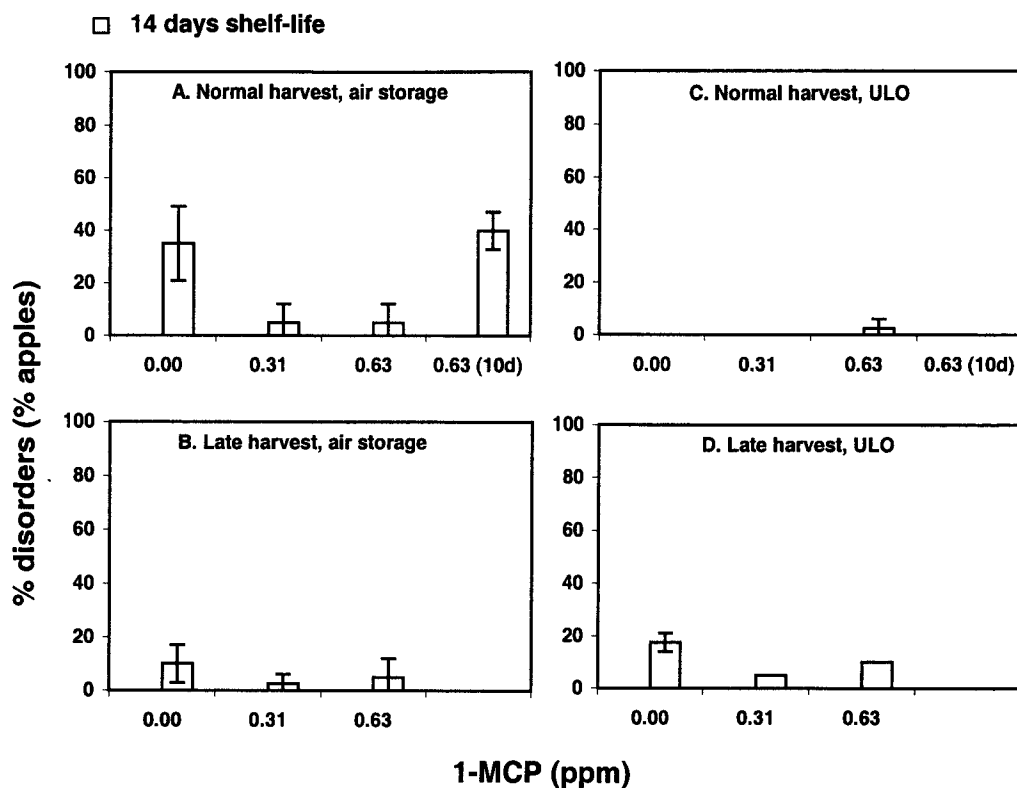 14 days shelf-life
A. Normal harvest, air storage
100
80
60
40
20
0
0.00 0.31 0.63 0.63 (10d)
C. Normal harvest, ULO
100
80
60
40
20
0
0.00 0.31 0.63 0.63 (10d)
B. Late harvest, air storage
100
80
60
40
20
0
0.00 0.31 0.63
D. Late harvest, ULO
100
80
60
40
20
0
0.00 0.31 0.63
% disorders (% apples)
1-MCP (ppm)